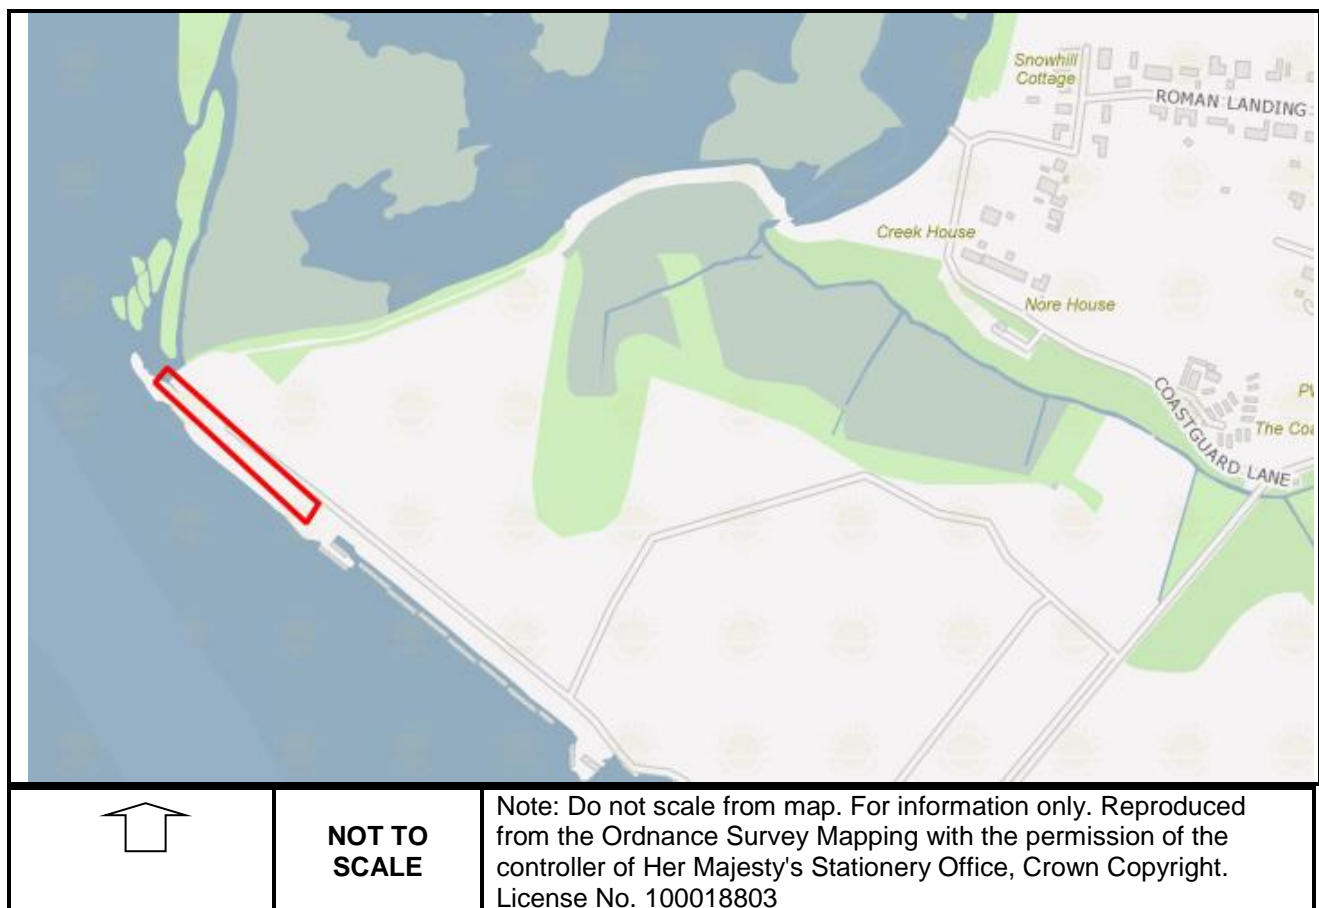 Snowhill
Cottage
ROMAN LANDING
Creek House
Nore House
COASTGUARD LANE
The
NOT TO
SCALE
Note: Do not scale from map. For information only. Reproduced
from the Ordnance Survey Mapping with the permission of the
controller of Her Majesty's Stationery Office, Crown Copyright.
License No. 100018803